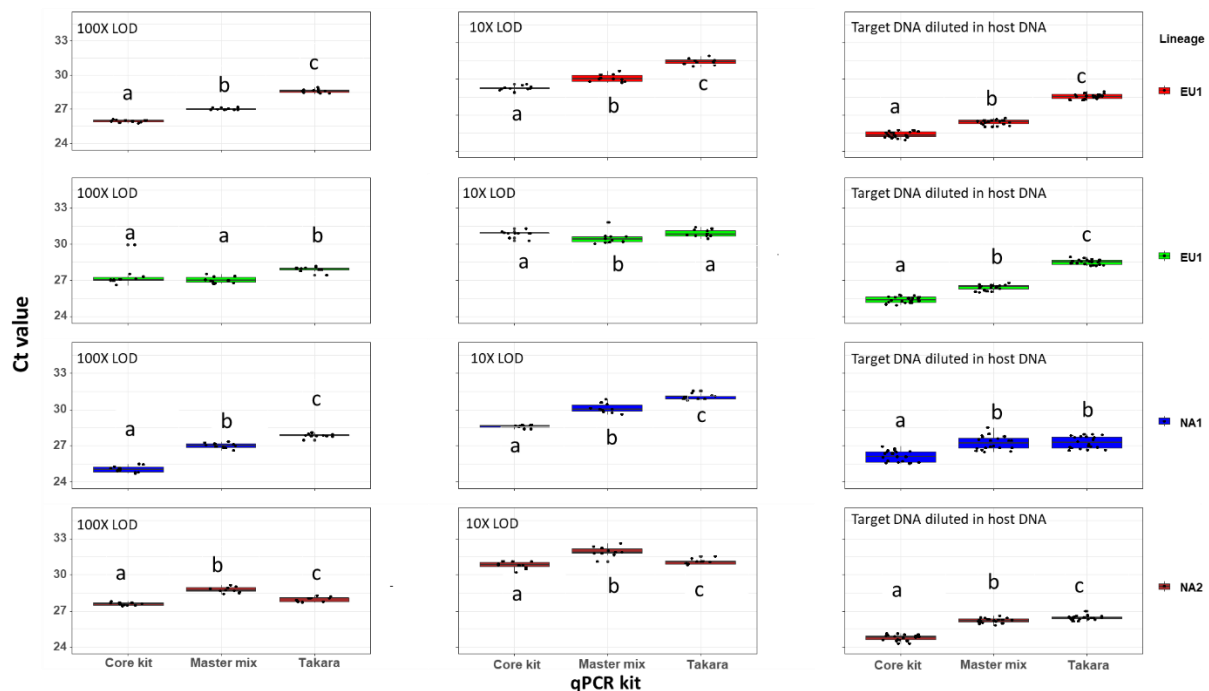 100X LOD
10X LOD
Target DNA diluted in host DNA
Lineage
33
30
27
24
a
b
c
a
b
c
a
b
c
EU1
100X LOD
10X LOD
Target DNA diluted in host DNA
33
30
27
24
a
a
b
a
b
a
a
b
c
EU1
Ct value
100X LOD
10X LOD
Target DNA diluted in host DNA
33
30
27
24
a
b
c
a
b
c
a
b
b
NA1
100X LOD
10X LOD
Target DNA diluted in host DNA
33
30
27
24
a
b
c
a
b
c
a
b
c
NA2
Core kit Master mix Takara
Core kit Master mix Takara
Core kit Master mix Takara
qPCR kit